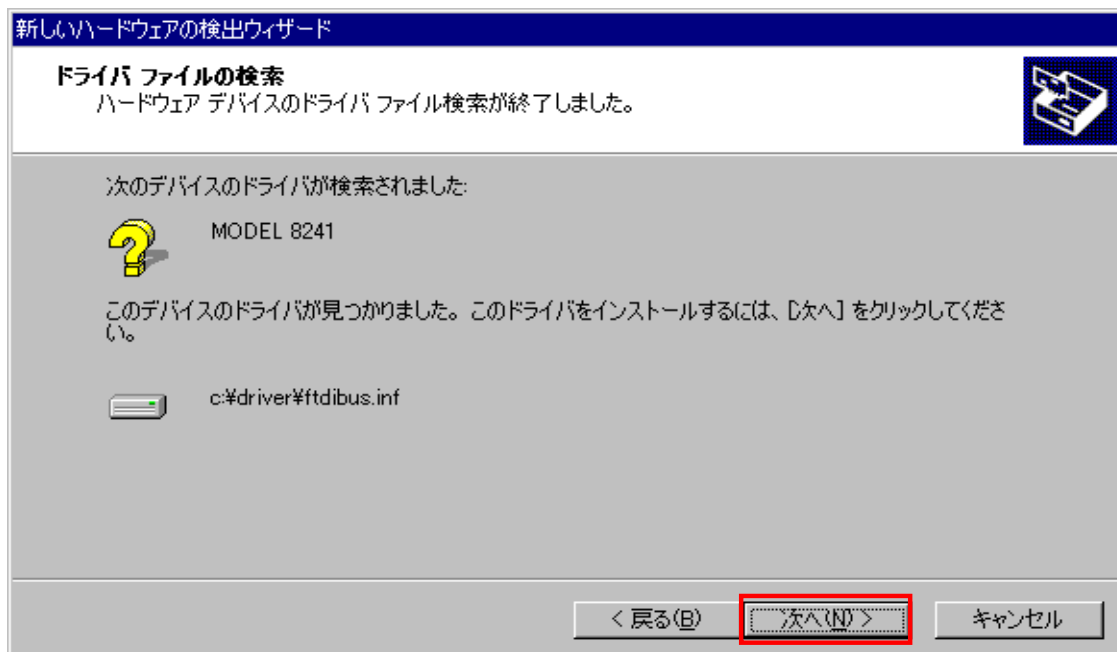 新しいハードウェアの検出ウィザード
ドライバ ファイルの検索
ハードウェア デバイスのドライバ ファイル検索が終了しました。
次のデバイスのドライバが検索されました:
MODEL 8241
このデバイスのドライバが見つかりました。このドライバをインストールするには、[次へ] をクリックしてくださ
い。
c:¥driver¥ftdibus.inf
< 戻る(B)
次へ(N) >
キャンセル